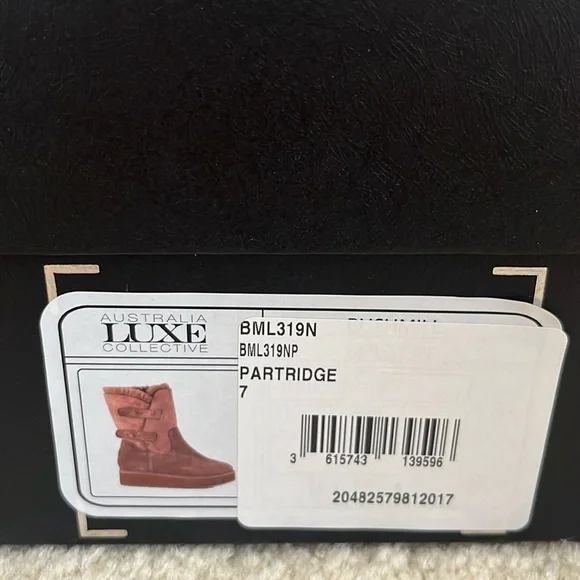 AUSTRALIA
LUXE
COLLECTIVE
BML319N
BML319NP
PARTRIDGE
7
3 615743 139596
20482579812017